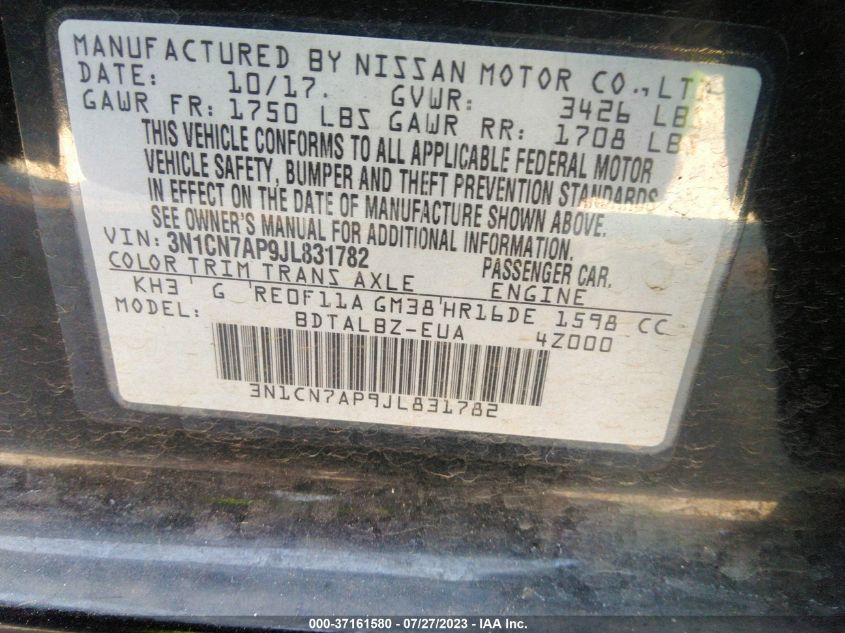 MANUFACTURED BY NISSAN MOTOR CO., LT
DATE: 10/17. GVWR: 3426 LB
GAWR FR: 1750 LBS GAWR RR: 1708 LB
THIS VEHICLE CONFORMS TO ALL APPLICABLE FEDERAL MOTOR
VEHICLE SAFETY, BUMPER AND THEFT PREVENTION STANDARDS
IN EFFECT ON THE DATE OF MANUFACTURE SHOWN ABOVE.
SEE OWNER'S MANUAL FOR ADDITIONAL INFORMATION.
VIN: 3N1CN7AP9JL831782 PASSENGER CAR.
COLOR TRIM TRANS AXLE ENGINE
KH3 G RE0F11A GM38 HR16DE 1598 CC
MODEL: BDTALBZ-EUA 4Z000
3N1CN7AP9JL831782
000-37161580 - 07/27/2023 - IAA Inc.